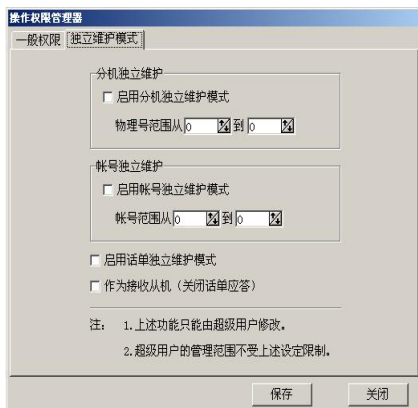 操作权限管理器
一般权限 独立维护模式
分机独立维护
启用分机独立维护模式
物理号范围从 0 到 0
帐号独立维护
启用帐号独立维护模式
帐号范围从 0 到 0
启用话单独立维护模式
作为接收从机（关闭话单应答）
注： 1.上述功能只能由超级用户修改。
2.超级用户的管理范围不受上述设定限制。
保存 关闭